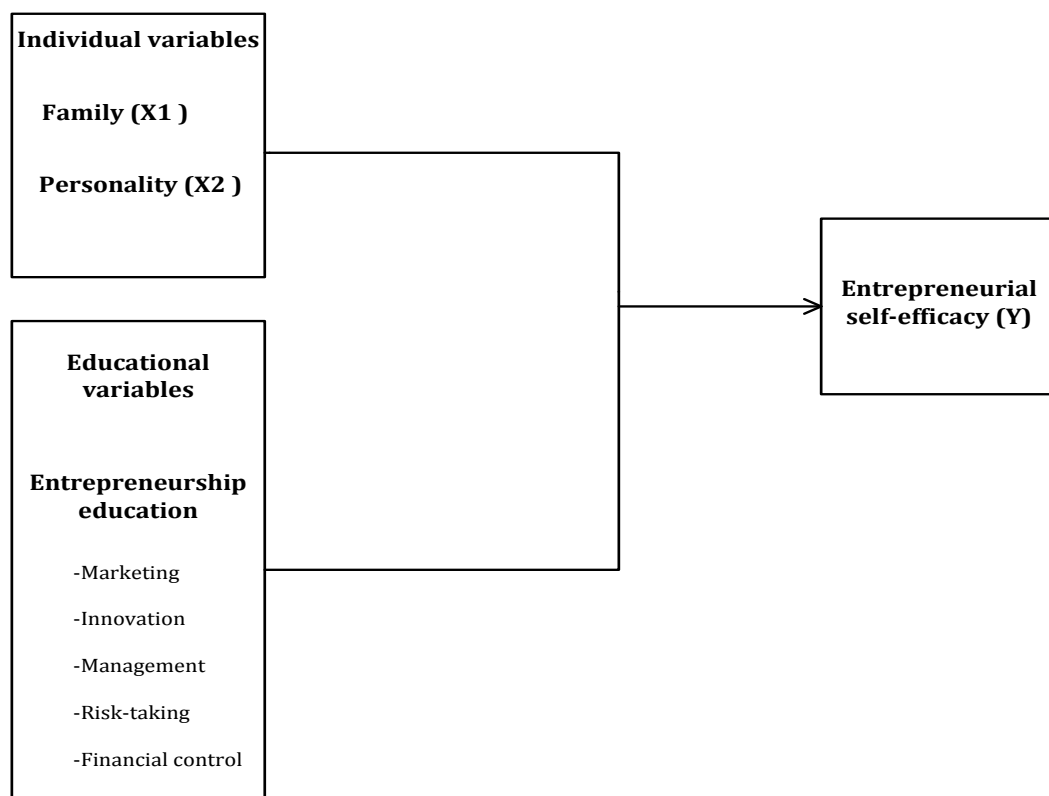 Individual variables
Family (X1 )
Personality (X2 )
Educational
variables
Entrepreneurship
education
-Marketing
-Innovation
-Management
-Risk-taking
-Financial control
Entrepreneurial
self-efficacy (Y)